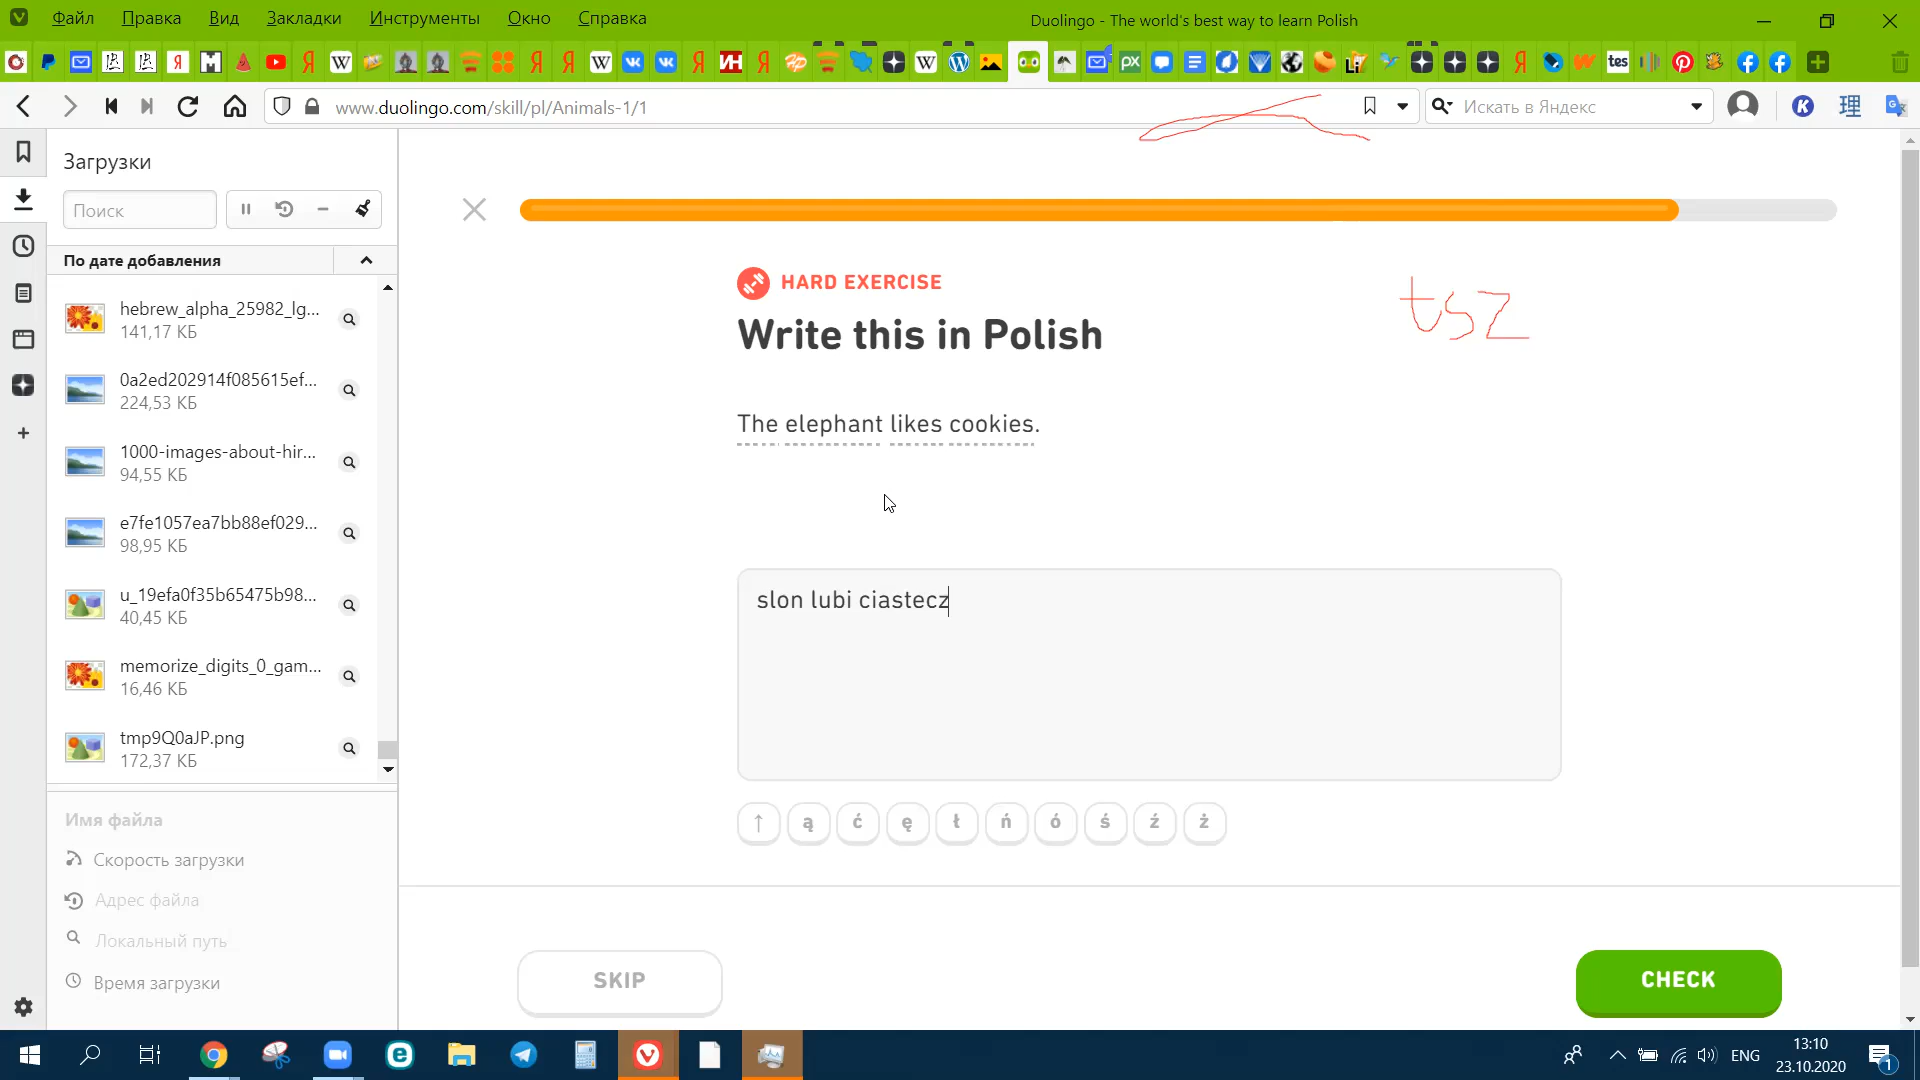 Файл Правка Вид Закладки Инструменты Окно Справка
Duolingo - The world's best way to learn Polish
www.duolingo.com/skill/pl/Animals-1/1
Искать в Яндекс
Загрузки
Поиск
По дате добавления
hebrew_alpha_25982_lg...
141,17 КБ
0a2ed202914f085615ef...
224,53 КБ
1000-images-about-hir...
94,55 КБ
e7fe1057ea7bb88ef029...
98,95 КБ
u_19efa0f35b65475b98...
40,45 КБ
memorize_digits_0_gam...
16,46 КБ
tmp9Q0aJP.png
172,37 КБ
Имя файла
Скорость загрузки
Адрес файла
Локальный путь
Время загрузки
HARD EXERCISE
Write this in Polish
tsz
The elephant likes cookies.
slon lubi ciastecz
↑ ą ć ę ł ń ó ś ź ż
SKIP
CHECK
ENG
13:10
23.10.2020
1